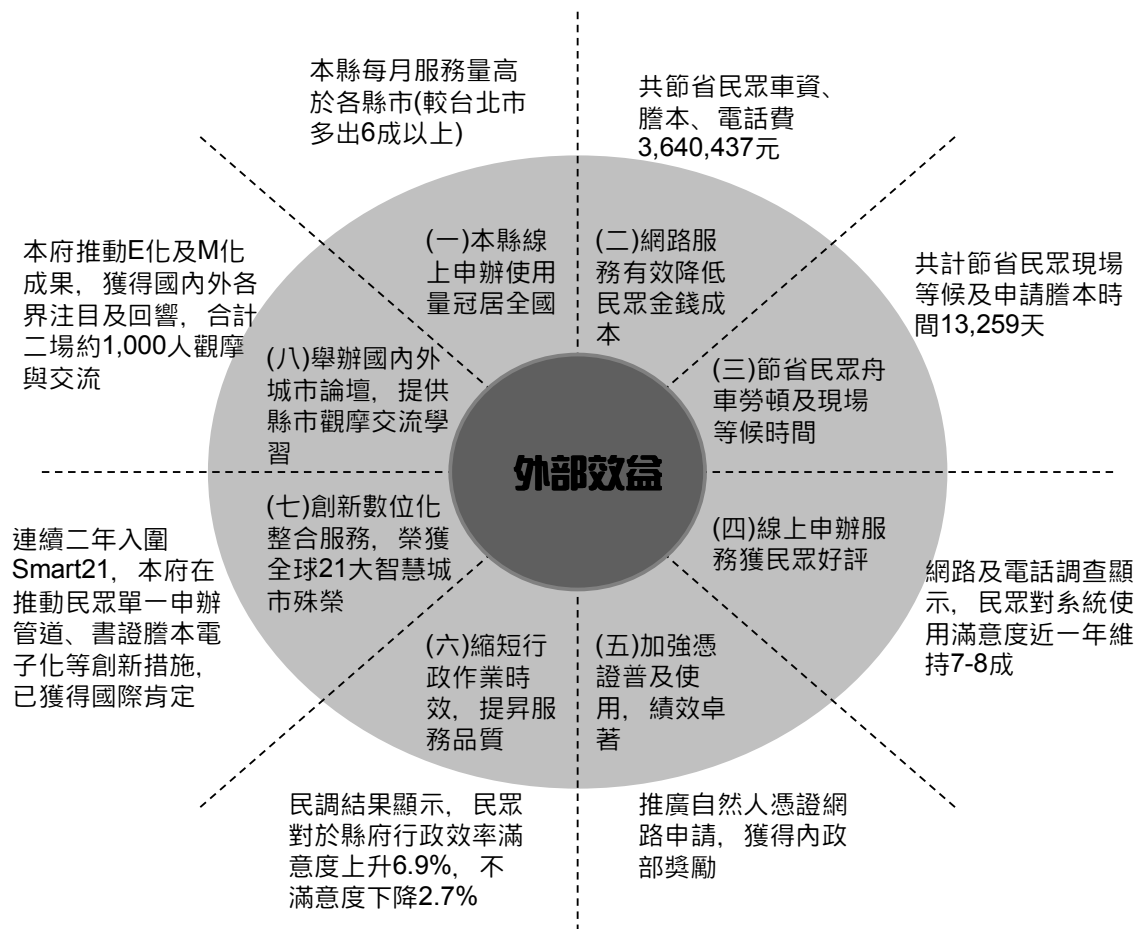 本縣每月服務量高
於各縣市(較台北市
多出6成以上)
共節省民眾車資、
謄本、電話費
3,640,437元
(一)本縣線
上申辦使用
量冠居全國
(二)網路服
務有效降低
民眾金錢成
本
本府推動E化及M化
成果，獲得國內外各
界注目及回響，合計
二場約1,000人觀摩
與交流
共計節省民眾現場
等候及申請謄本時
間13,259天
(八)舉辦國內外
城市論壇，提供
縣市觀摩交流學
習
(三)節省民眾舟
車勞頓及現場
等候時間
外部效益
(七)創新數位化
整合服務，榮獲
全球21大智慧城
市殊榮
(四)線上申辦服
務獲民眾好評
連續二年入圍
Smart21，本府在
推動民眾單一申辦
管道、書證謄本電
子化等創新措施，
已獲得國際肯定
網路及電話調查顯
示，民眾對系統使
用滿意度近一年維
持7-8成
(六)縮短行
政作業時
效，提昇服
務品質
(五)加強憑
證普及使
用，績效卓
著
民調結果顯示，民眾
對於縣府行政效率滿
意度上升6.9%，不
滿意度下降2.7%
推廣自然人憑證網
路申請，獲得內政
部獎勵